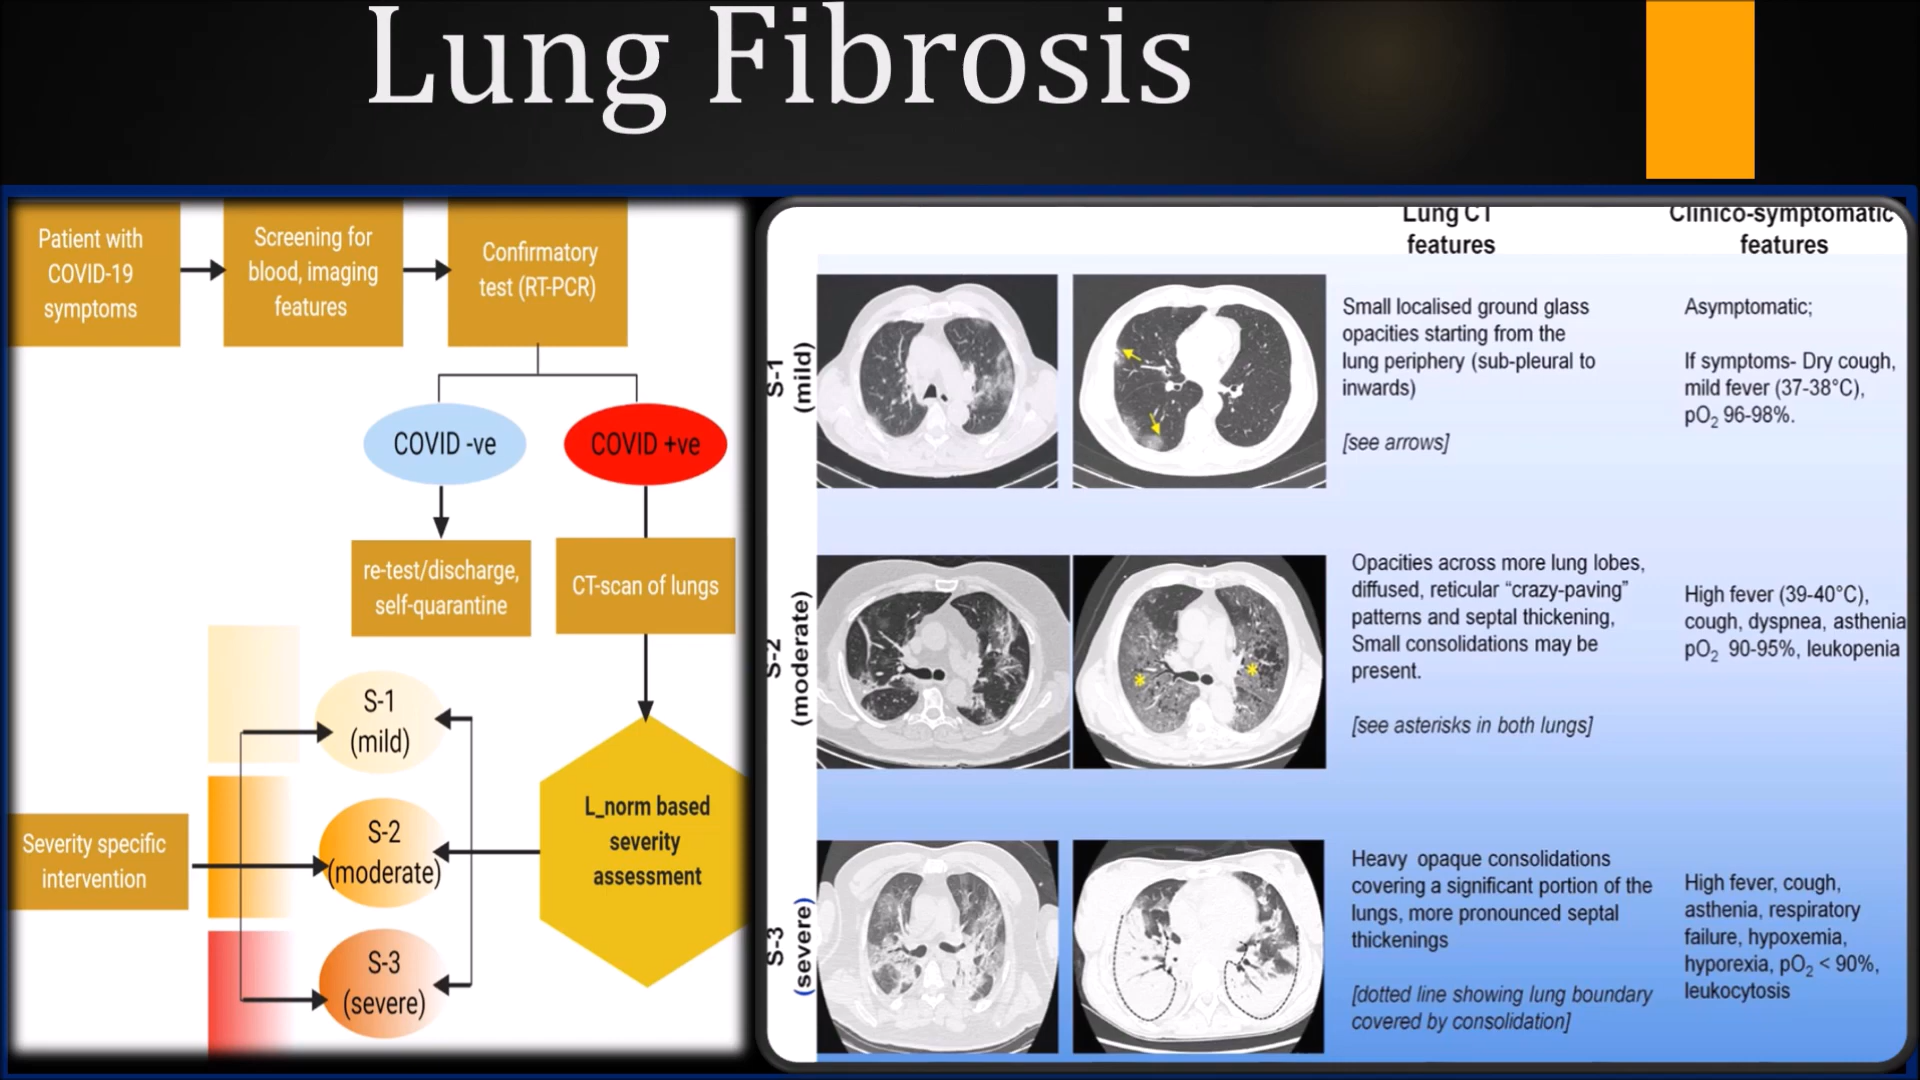 Lung Fibrosis
Patient with
COVID-19
symptoms
Screening for
blood, imaging
features
Confirmatory
test (RT-PCR)
COVID -ve
COVID +ve
re-test/discharge,
self-quarantine
CT-scan of lungs
S-1
(mild)
S-2
(moderate)
S-3
(severe)
L_norm based
severity
assessment
Severity specific
intervention
Lung CT
features
Clinico-symptomatic
features
S-1
(mild)
Small localised ground glass
opacities starting from the
lung periphery (sub-pleural to
inwards)
[see arrows]
Asymptomatic;
If symptoms- Dry cough,
mild fever (37-38°C),
pO2 96-98%.
S-2
(moderate)
Opacities across more lung lobes,
diffused, reticular “crazy-paving”
patterns and septal thickening,
Small consolidations may be
present.
[see asterisks in both lungs]
High fever (39-40°C),
cough, dyspnea, asthenia
pO2 90-95%, leukopenia
S-3
(severe)
Heavy opaque consolidations
covering a significant portion of the
lungs, more pronounced septal
thickenings
[dotted line showing lung boundary
covered by consolidation]
High fever, cough,
asthenia, respiratory
failure, hypoxemia,
hyporexia, pO2 < 90%,
leukocytosis